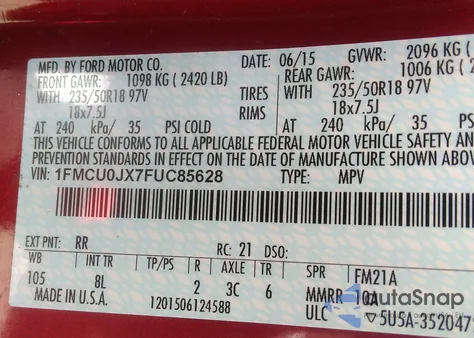 MFD. BY FORD MOTOR CO. DATE: 06/15 GVWR: 2096 KG
FRONT GAWR: 1098 KG ( 2420 LB) REAR GAWR: 1006 KG
WITH 235/50R18 97V TIRES WITH 235/50R18 97V
18x7.5J RIMS 18x7.5J
AT 240 kPa/ 35 PSI COLD AT 240 kPa/ 35
THIS VEHICLE CONFORMS TO ALL APPLICABLE FEDERAL MOTOR VEHICLE SAFETY AND
PREVENTION STANDARDS IN EFFECT ON THE DATE OF MANUFACTURE SHOWN
VIN: 1FMCU0JX7FUC85628 TYPE: MPV
EXT PNT: RR RC: 21 DSO:
WB INT TR TP/PS R AXLE TR SPR FM21A
105 8L 2 3C 6 MMRR 10A
MADE IN U.S.A. 1201506124588 ULC 5U5A-352047
AutoSnap